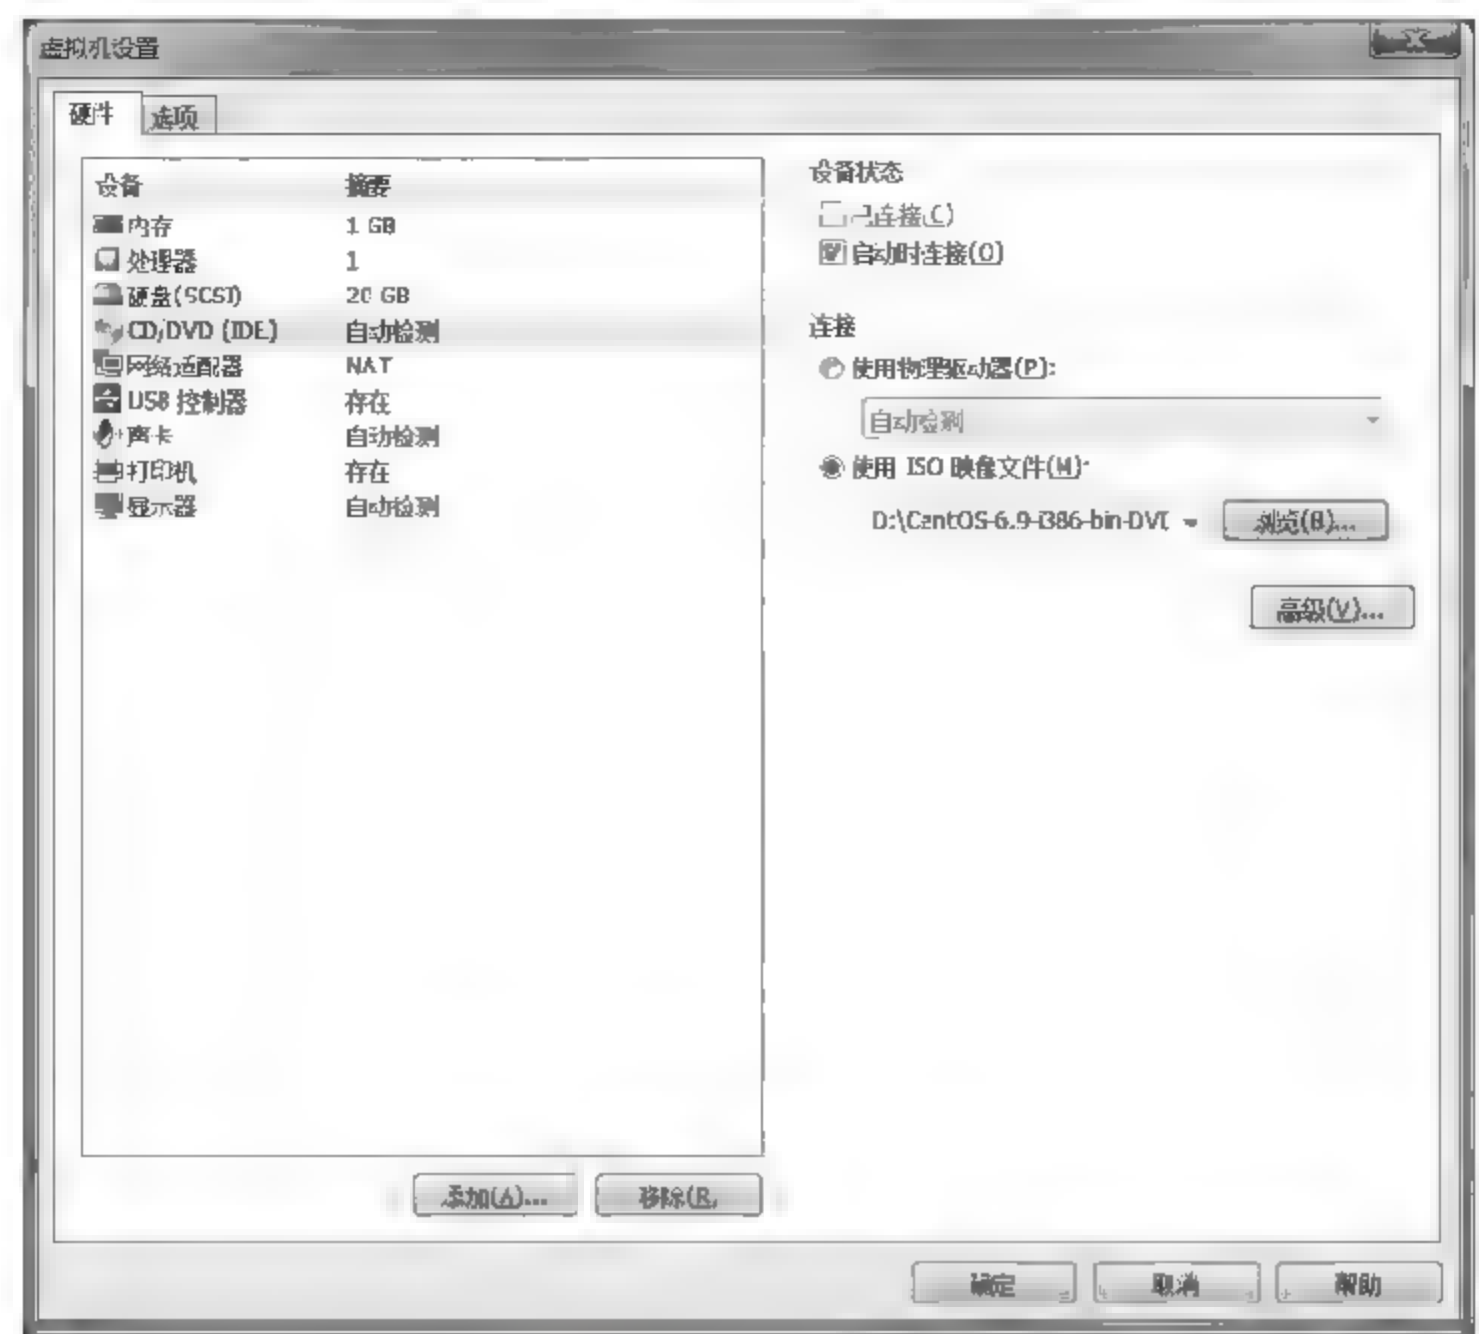 虚拟机设置
硬件 选项
设备 摘要
内存 1 GB
处理器 1
硬盘(SCSI) 20 GB
CD/DVD (IDE) 自动检测
网络适配器 NAT
USB 控制器 存在
声卡 自动检测
打印机 存在
显示器 自动检测
添加(A)... 移除(R)
设备状态
已连接(C)
启动时连接(O)
连接
使用物理驱动器(P):
自动检测
使用 ISO 映像文件(M):
D:\CentOS-6.9-i386-bin-DVD 浏览(B)...
高级(V)...
确定 取消 帮助